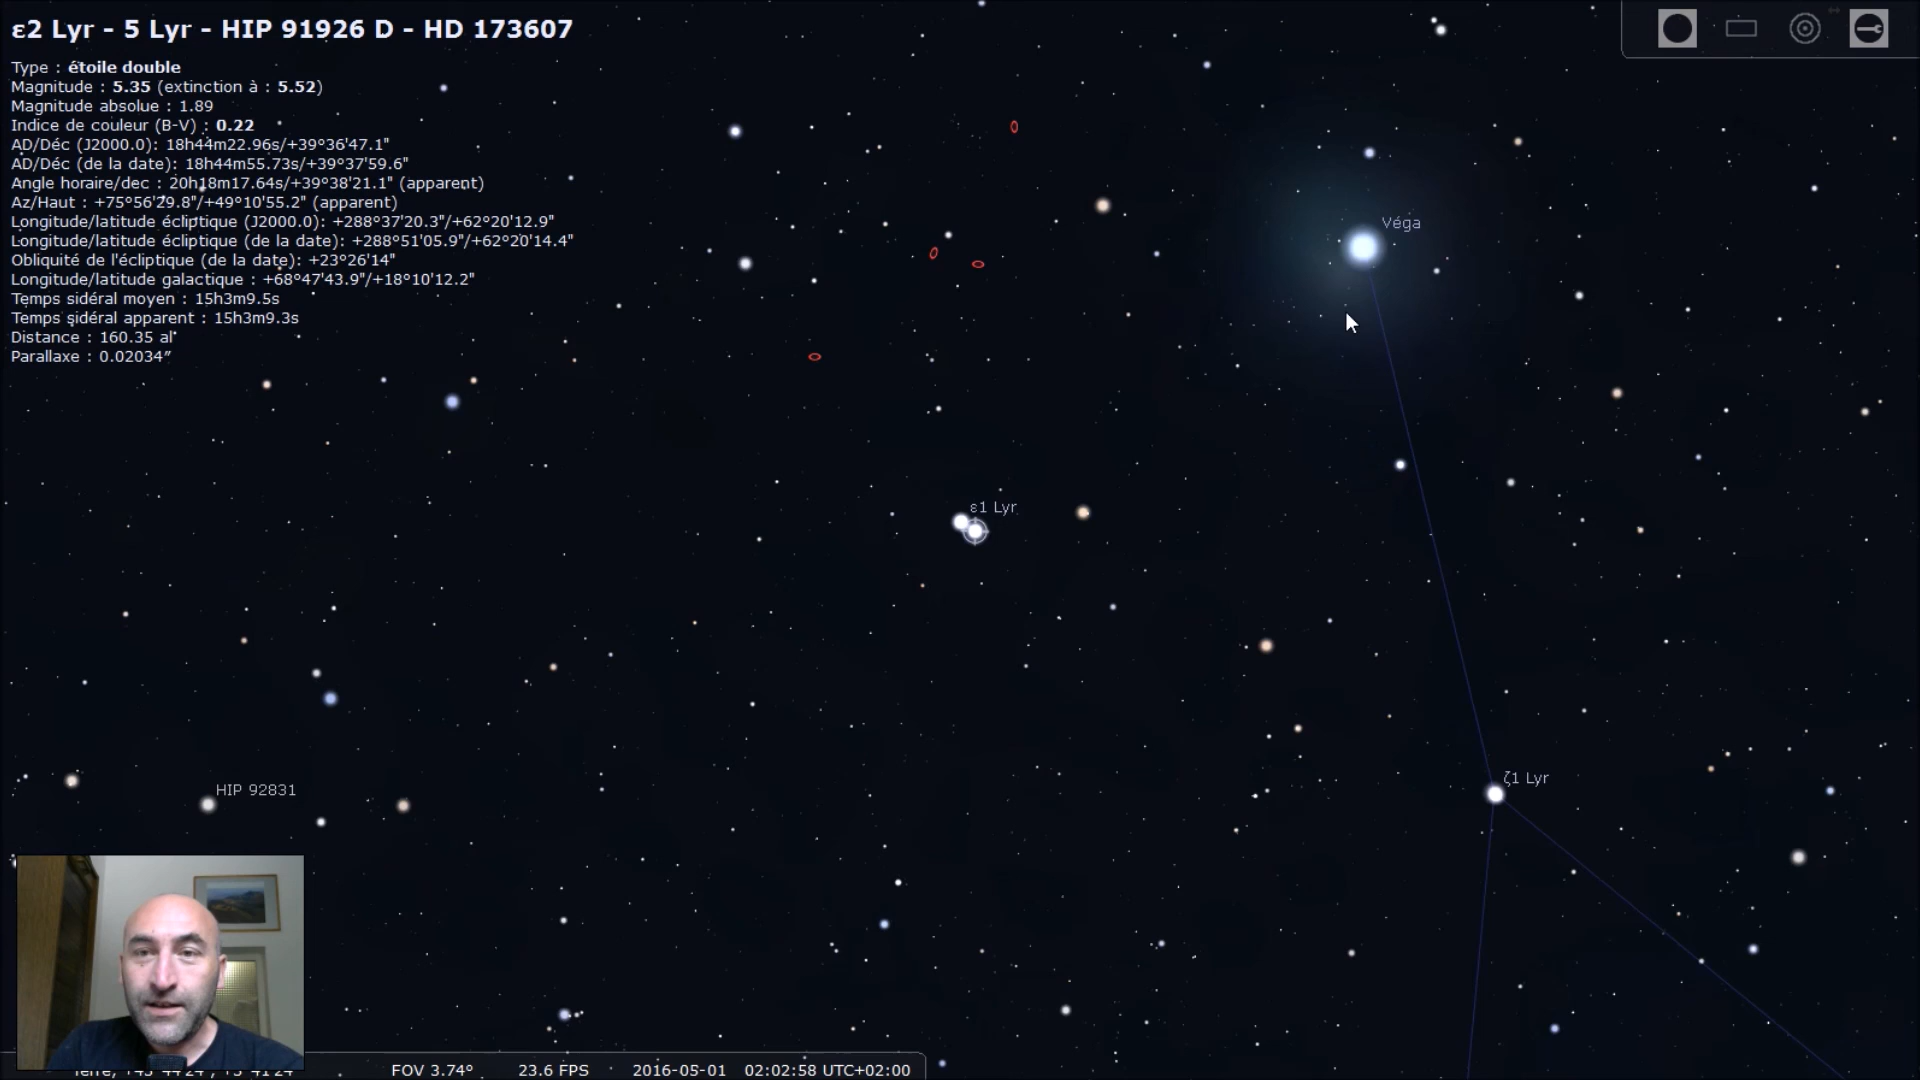 ε2 Lyr - 5 Lyr - HIP 91926 D - HD 173607
Type : étoile double
Magnitude : 5.35 (extinction à : 5.52)
Magnitude absolue : 1.89
Indice de couleur (B-V) : 0.22
AD/Déc (J2000.0): 18h44m22.96s/+39°36'47.1"
AD/Déc (de la date): 18h44m55.73s/+39°37'59.6"
Angle horaire/dec : 20h18m17.64s/+39°38'21.1" (apparent)
Az/Haut : +75°56'29.8"/+49°10'55.2" (apparent)
Longitude/latitude écliptique (J2000.0): +288°37'20.3"/+62°20'12.9"
Longitude/latitude écliptique (de la date): +288°51'05.9"/+62°20'14.4"
Obliquité de l'écliptique (de la date): +23°26'14"
Longitude/latitude galactique : +68°47'43.9"/+18°10'12.2"
Temps sidéral moyen : 15h3m9.5s
Temps sidéral apparent : 15h3m9.3s
Distance : 160.35 al
Parallaxe : 0.02034"
Véga
ε1 Lyr
ζ1 Lyr
HIP 92831
FOV 3.74° 23.6 FPS 2016-05-01 02:02:58 UTC+02:00